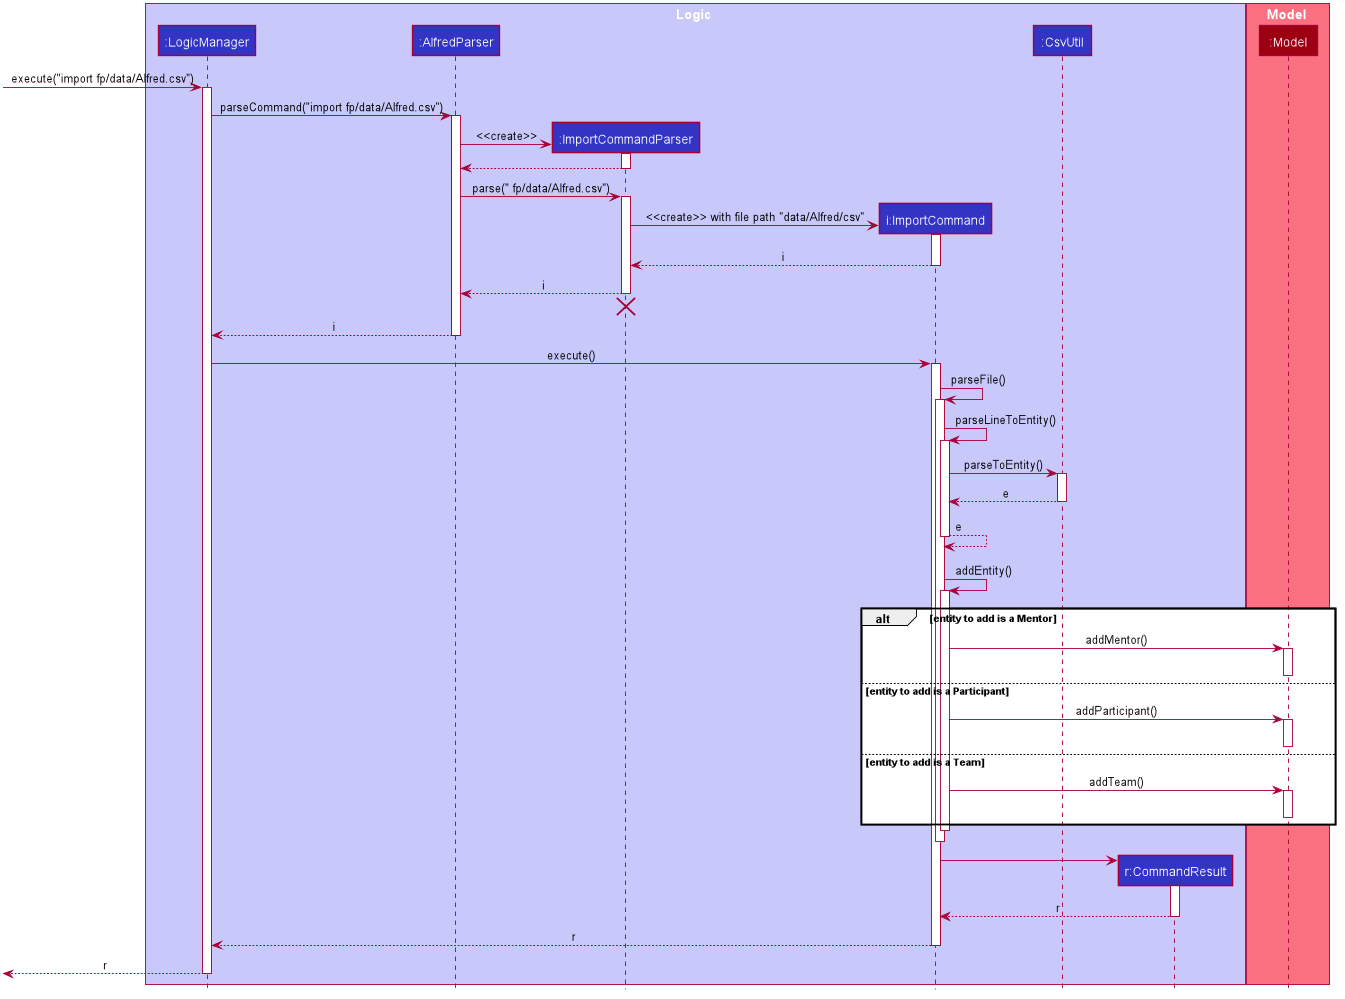 Logic
Model
:LogicManager
:AlfredParser
:CsvUtil
:Model
execute("import fp/data/Alfred.csv")
parseCommand("import fp/data/Alfred.csv")
<<create>>
:ImportCommandParser
parse(" fp/data/Alfred.csv")
<<create>> with file path "data/Alfred/csv"
i:ImportCommand
i
i
i
execute()
parseFile()
parseLineToEntity()
parseToEntity()
e
e
addEntity()
alt
[entity to add is a Mentor]
addMentor()
[entity to add is a Participant]
addParticipant()
[entity to add is a Team]
addTeam()
r:CommandResult
r
r
r